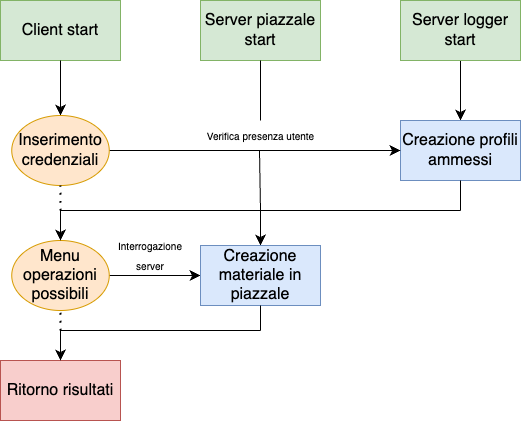 Client start
Server piazzale
start
Server logger
start
Inserimento
credenziali
Verifica presenza utente
Creazione profili
ammessi
Menu
operazioni
possibili
Interrogazione
server
Creazione
materiale in
piazzale
Ritorno risultati